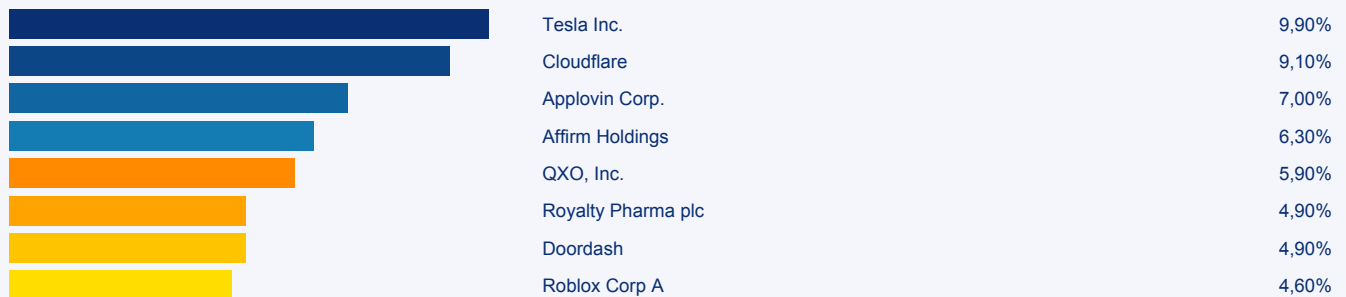 Tesla Inc. 9,90%
Cloudflare 9,10%
Applovin Corp. 7,00%
Affirm Holdings 6,30%
QXO, Inc. 5,90%
Royalty Pharma plc 4,90%
Doordash 4,90%
Roblox Corp A 4,60%